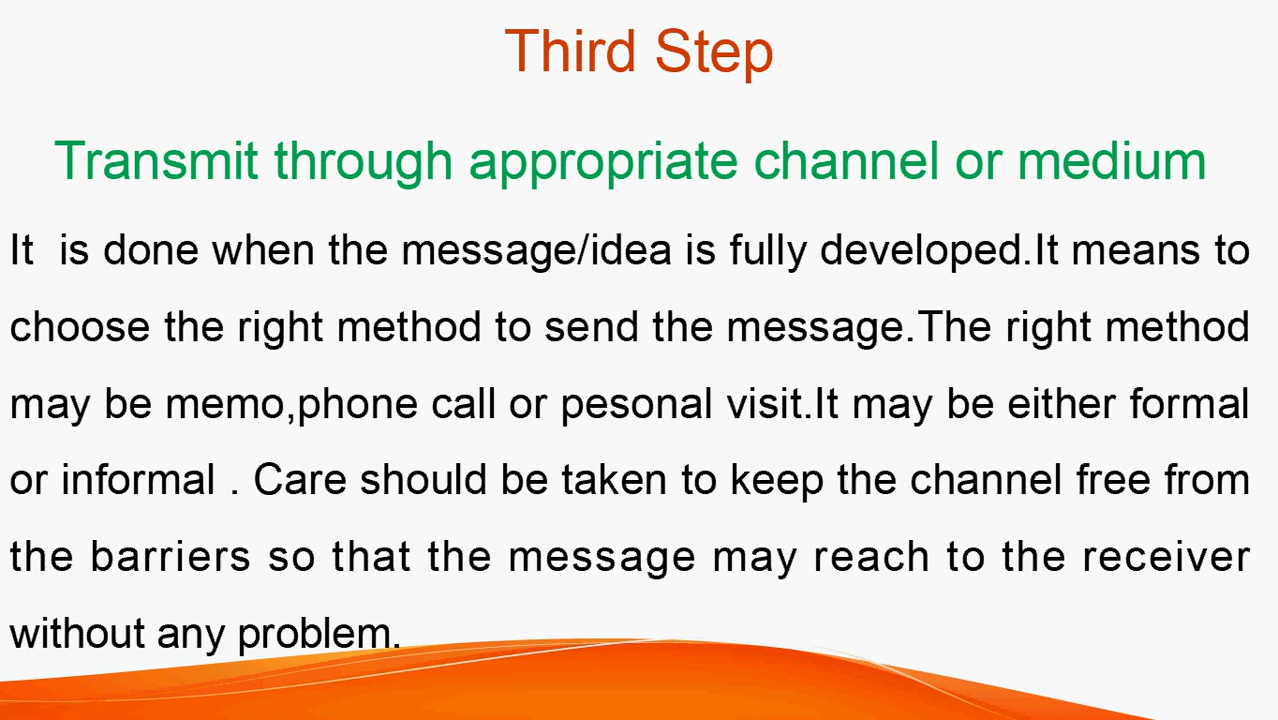 Third Step
Transmit through appropriate channel or medium
It is done when the message/idea is fully developed.It means to
choose the right method to send the message.The right method
may be memo,phone call or pesonal visit.It may be either formal
or informal . Care should be taken to keep the channel free from
the barriers so that the message may reach to the receiver
without any problem.